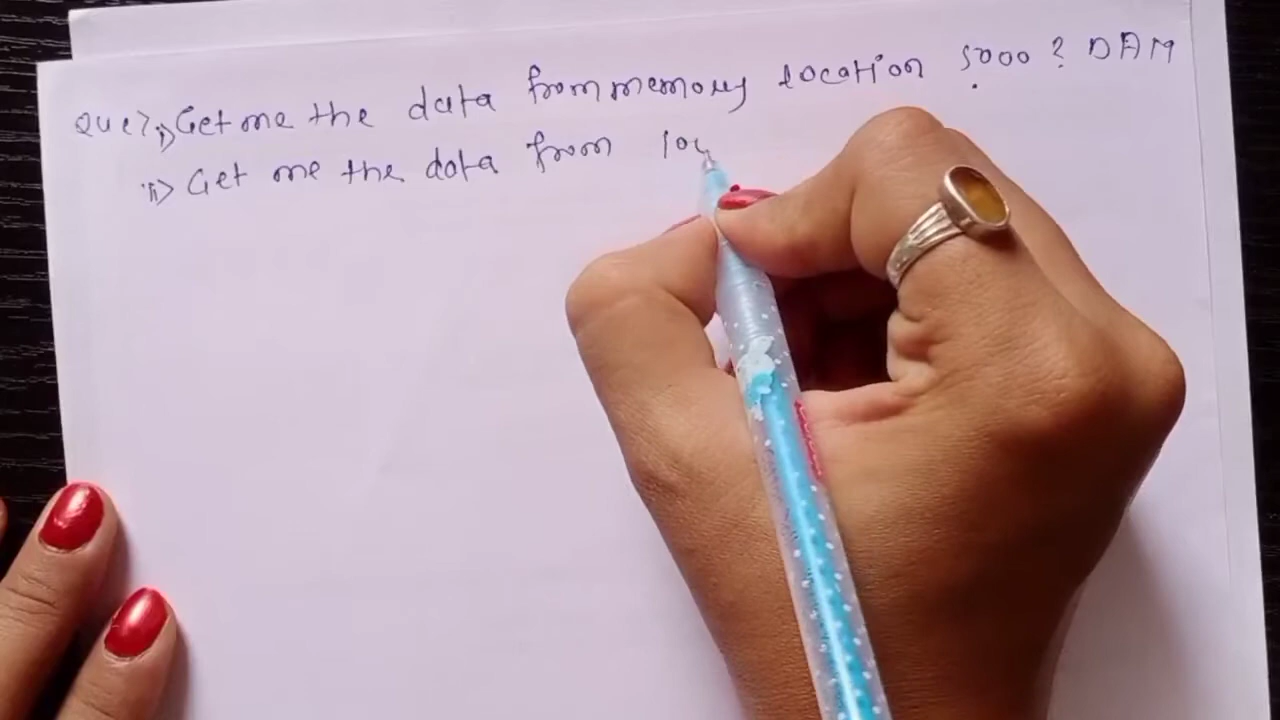 Que> i> Get me the data from memory location 5000 ? DAM
ii> Get me the data from